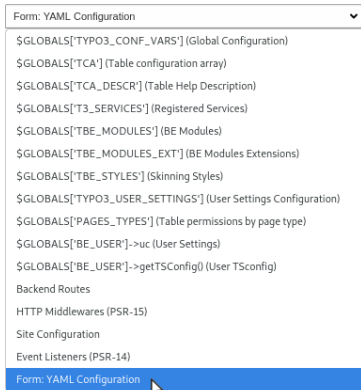 Form: YAML Configuration
$GLOBALS['TYPO3_CONF_VARS'] (Global Configuration)
$GLOBALS['TCA'] (Table configuration array)
$GLOBALS['TCA_DESCR'] (Table Help Description)
$GLOBALS['T3_SERVICES'] (Registered Services)
$GLOBALS['TBE_MODULES'] (BE Modules)
$GLOBALS['TBE_MODULES_EXT'] (BE Modules Extensions)
$GLOBALS['TBE_STYLES'] (Skinning Styles)
$GLOBALS['TYPO3_USER_SETTINGS'] (User Settings Configuration)
$GLOBALS['PAGES_TYPES'] (Table permissions by page type)
$GLOBALS['BE_USER']->uc (User Settings)
$GLOBALS['BE_USER']->getTSConfig() (User TSconfig)
Backend Routes
HTTP Middlewares (PSR-15)
Site Configuration
Event Listeners (PSR-14)
Form: YAML Configuration